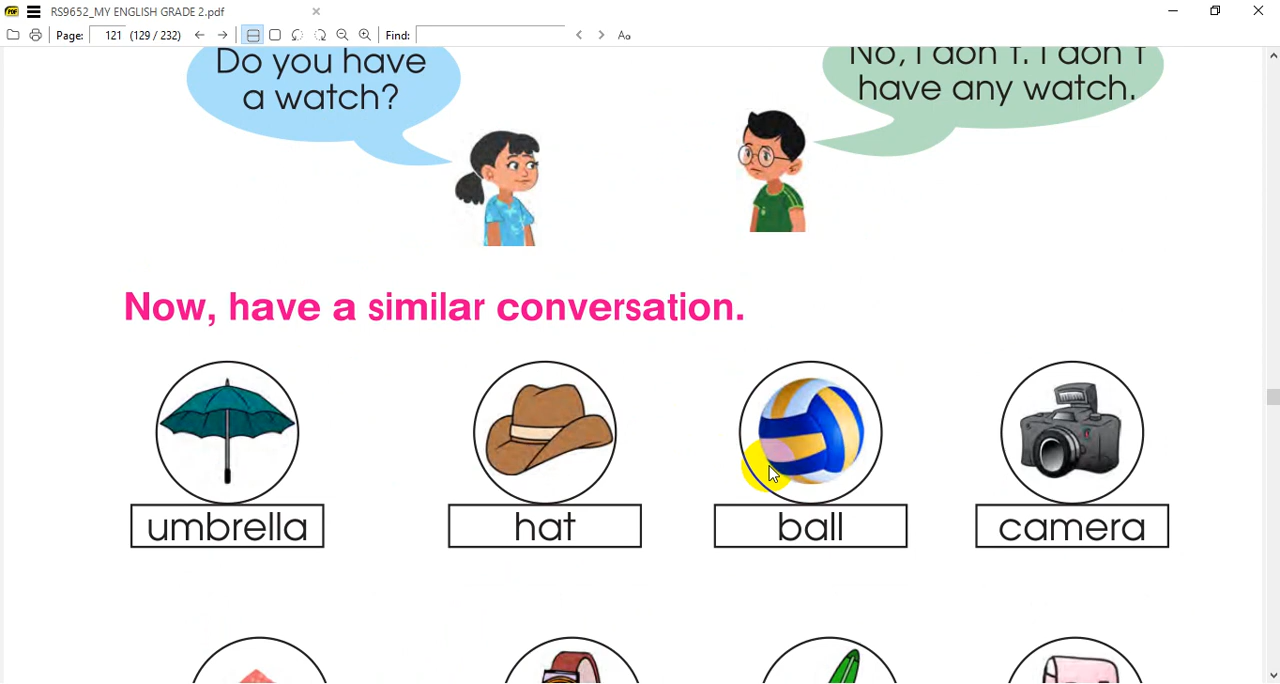 RS9652_MY ENGLISH GRADE 2.pdf
Page: 121 (129 / 232) Find: Aa
Do you have
a watch?
No, I don't. I don't
have any watch.
Now, have a similar conversation.
umbrella hat ball camera